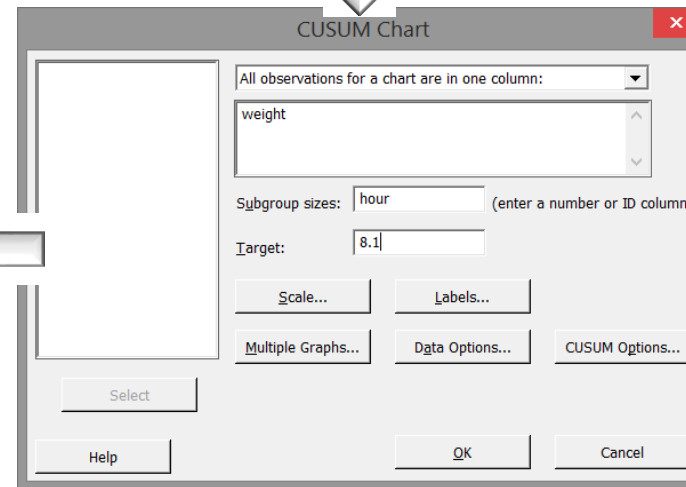 CUSUM Chart
All observations for a chart are in one column:
weight
Subgroup sizes: hour (enter a number or ID column
Target: 8.1
Scale... Labels...
Multiple Graphs... Data Options... CUSUM Options...
Select
Help OK Cancel